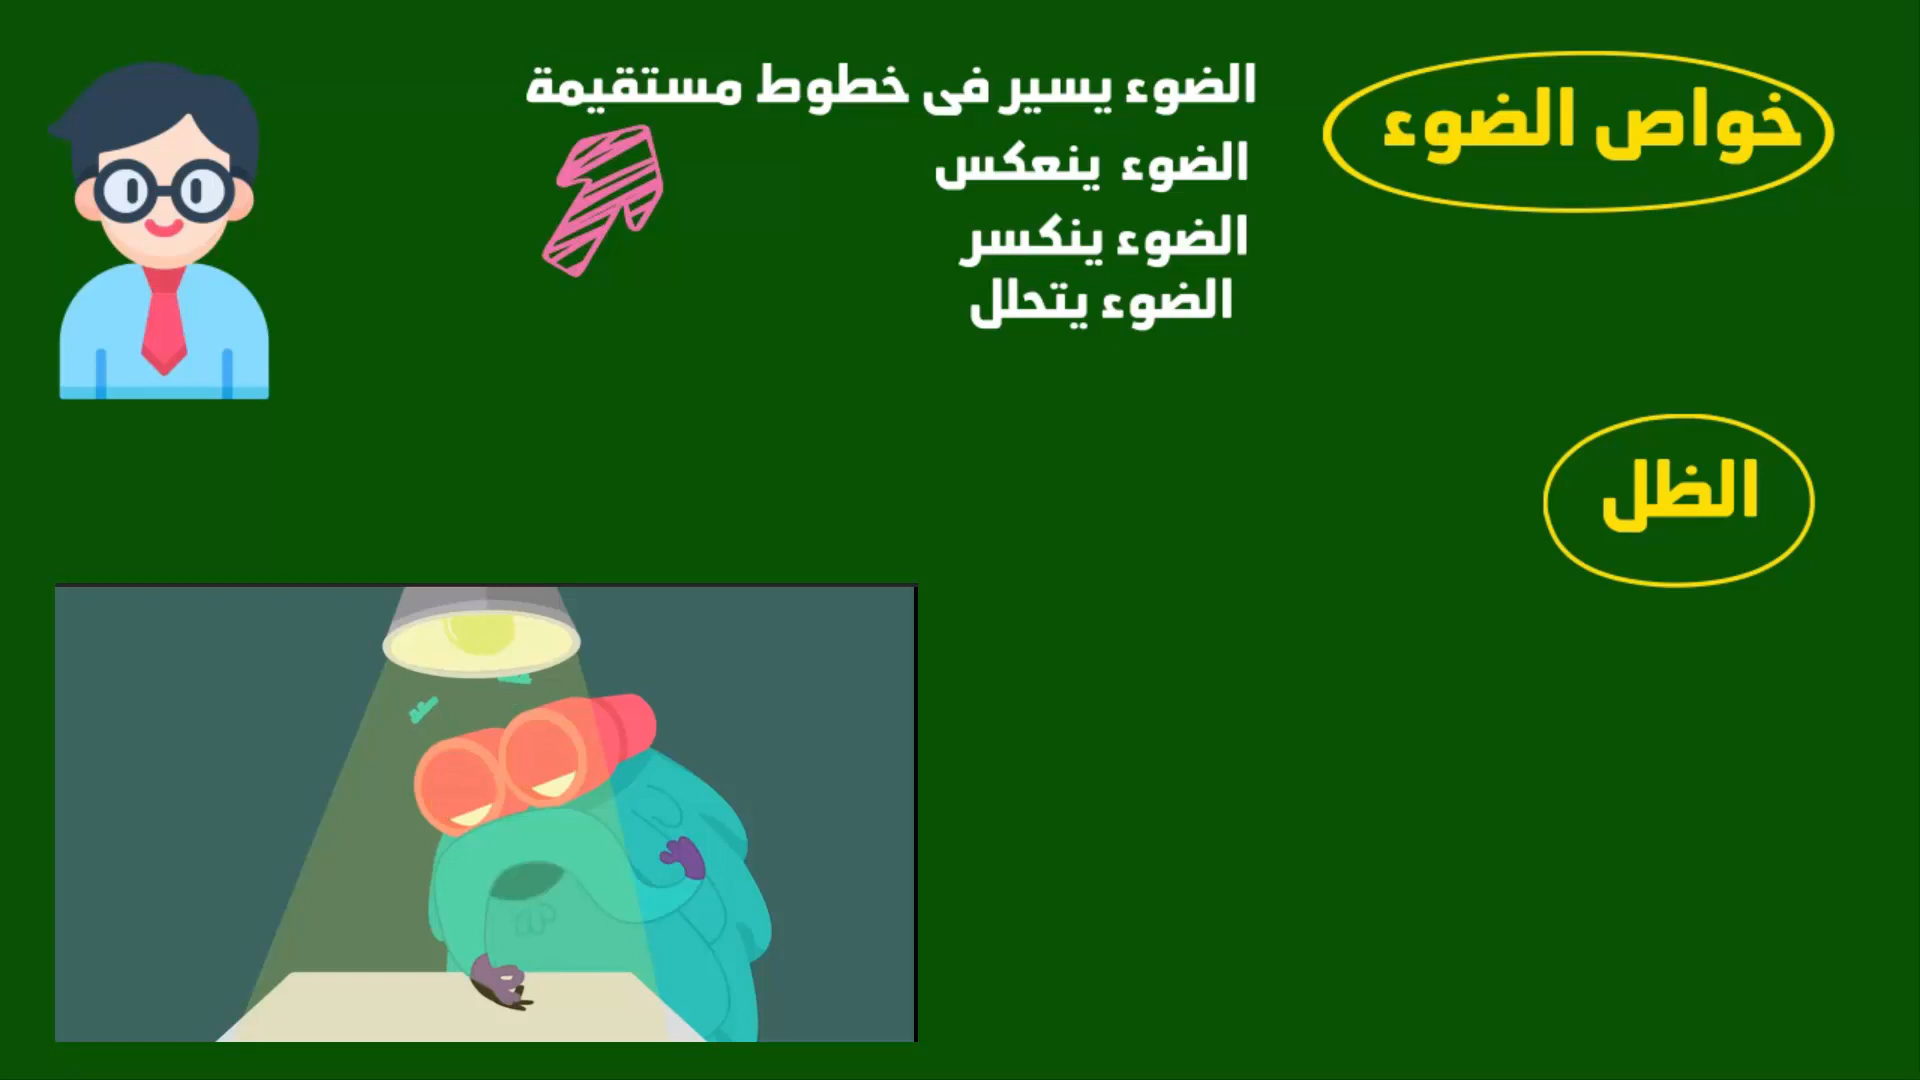 خواص الضوء
الضوء يسير فى خطوط مستقيمة
الضوء ينعكس
الضوء ينكسر
الضوء يتحلل
الظل